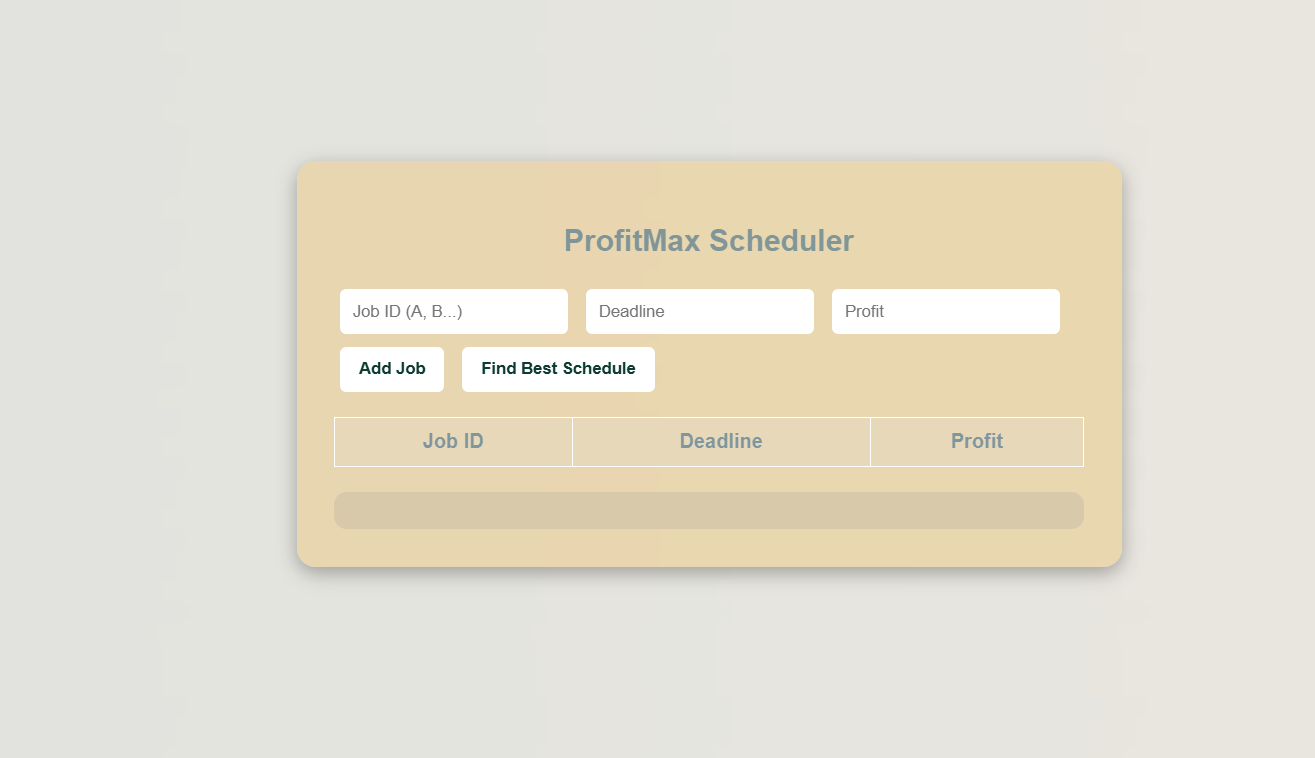 ProfitMax Scheduler
Job ID (A, B...) Deadline Profit
Add Job Find Best Schedule
Job ID Deadline Profit